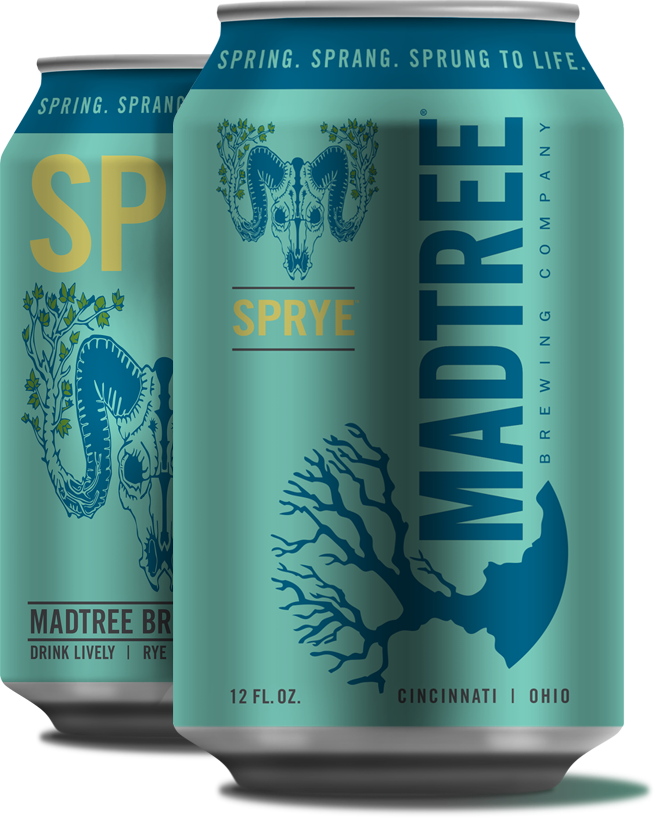 SPRING. SPRANG. SPRUNG TO LIFE.
SPRYE
MADTREE®
BREWING COMPANY
12 FL. OZ.
CINCINNATI | OHIO
SPRING. SPRANG
SP
MADTREE BR
DRINK LIVELY | RYE